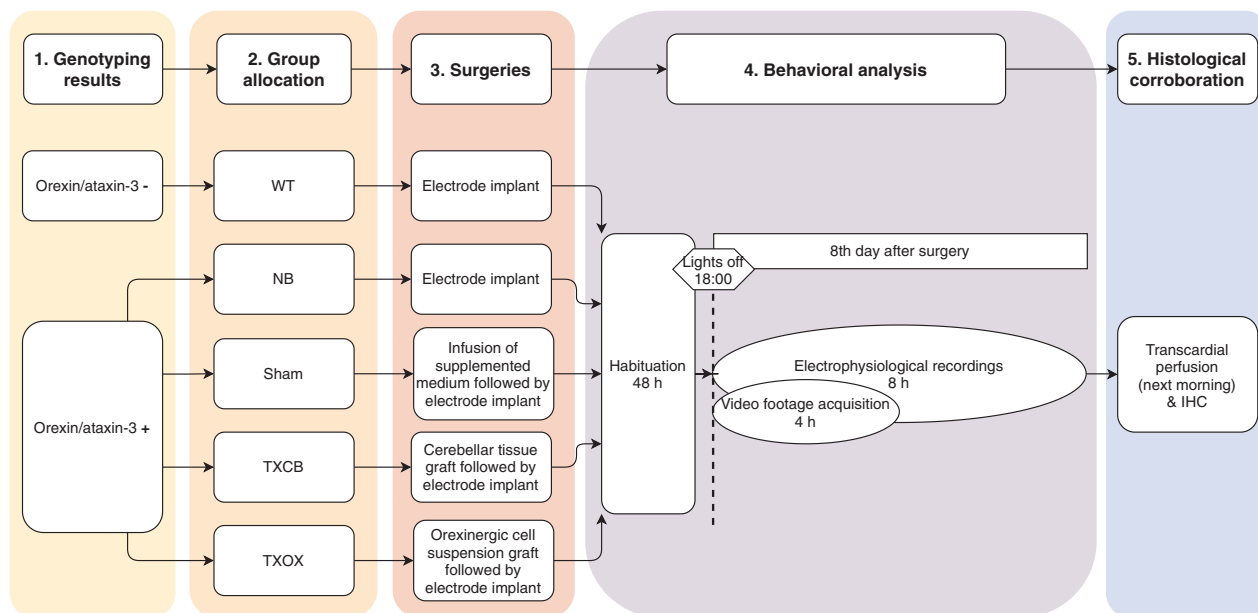 1. Genotyping
results
2. Group
allocation
3. Surgeries
4. Behavioral analysis
5. Histological
corroboration
Orexin/ataxin-3 -
WT
Electrode implant
NB
Electrode implant
Orexin/ataxin-3 +
Sham
Infusion of
supplemented
medium followed by
electrode implant
TXCB
Cerebellar tissue
graft followed by
electrode implant
TXOX
Orexinergic cell
suspension graft
followed by
electrode implant
Habituation
48 h
Lights off
18:00
8th day after surgery
Electrophysiological recordings
8 h
Video footage acquisition
4 h
Transcardial
perfusion
(next morning)
& IHC